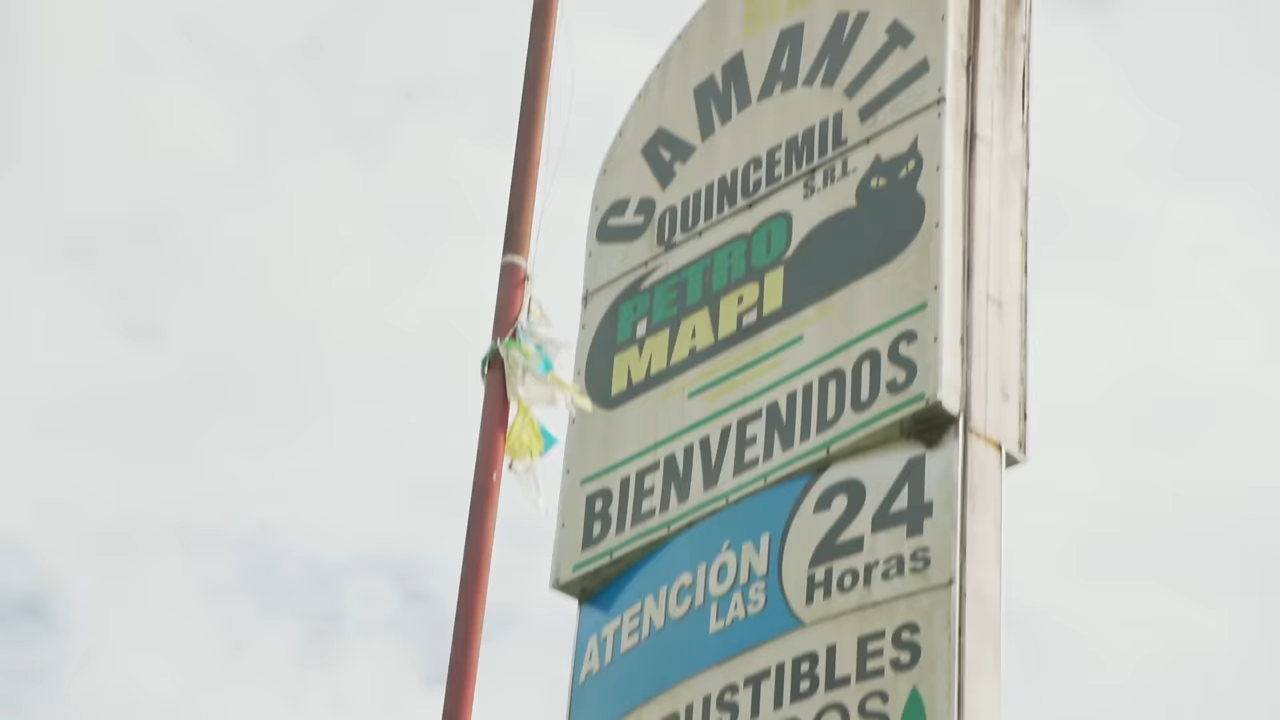 CAMANTI
QUINCEMIL
S.R.L.
PETRO
MAPI
BIENVENIDOS
ATENCIÓN
LAS
24
Horas